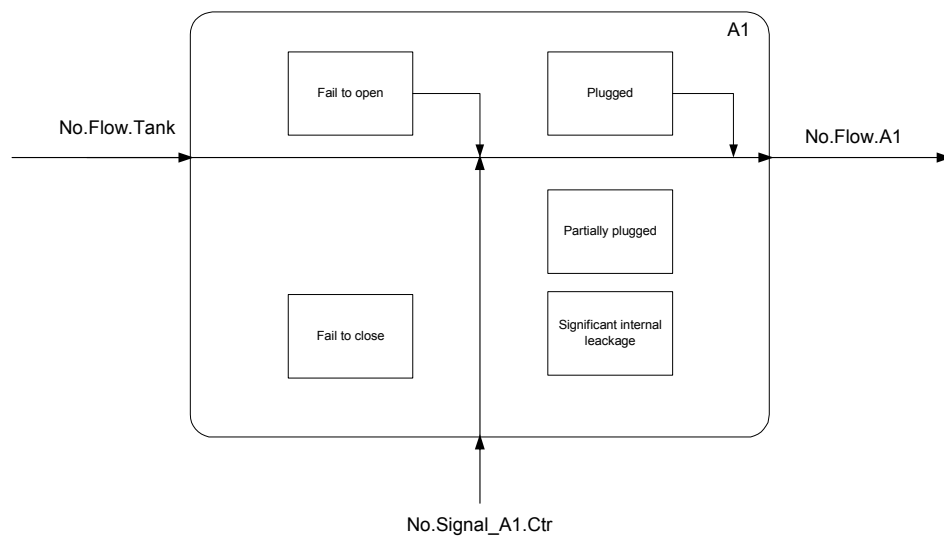 A1
Fail to open
Plugged
No.Flow.Tank
No.Flow.A1
Partially plugged
Fail to close
Significant internal
leackage
No.Signal_A1.Ctr